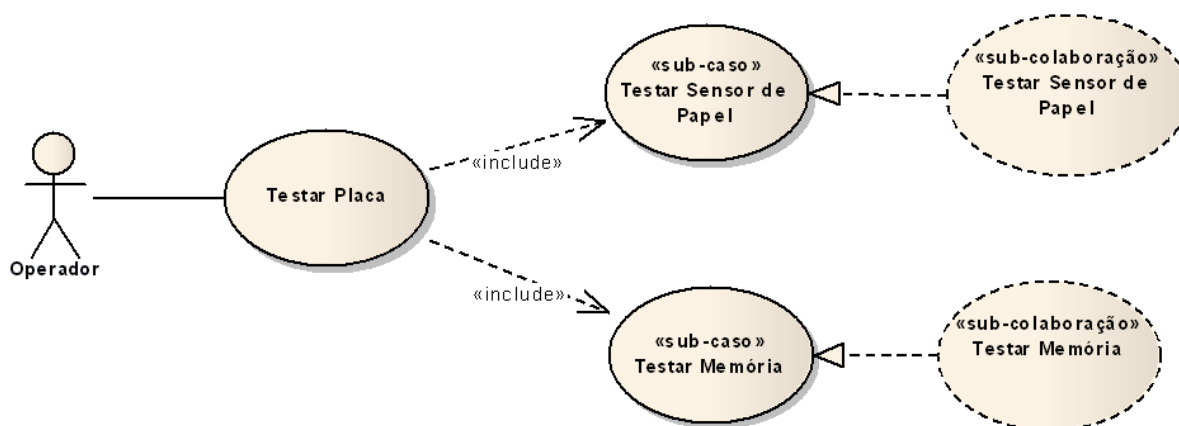 «sub-caso»
Testar Sensor de
Papel
«sub-colaboração»
Testar Sensor de
Papel
«include»
Testar Placa
Operador
«include»
«sub-caso»
Testar Memória
«sub-colaboração»
Testar Memória